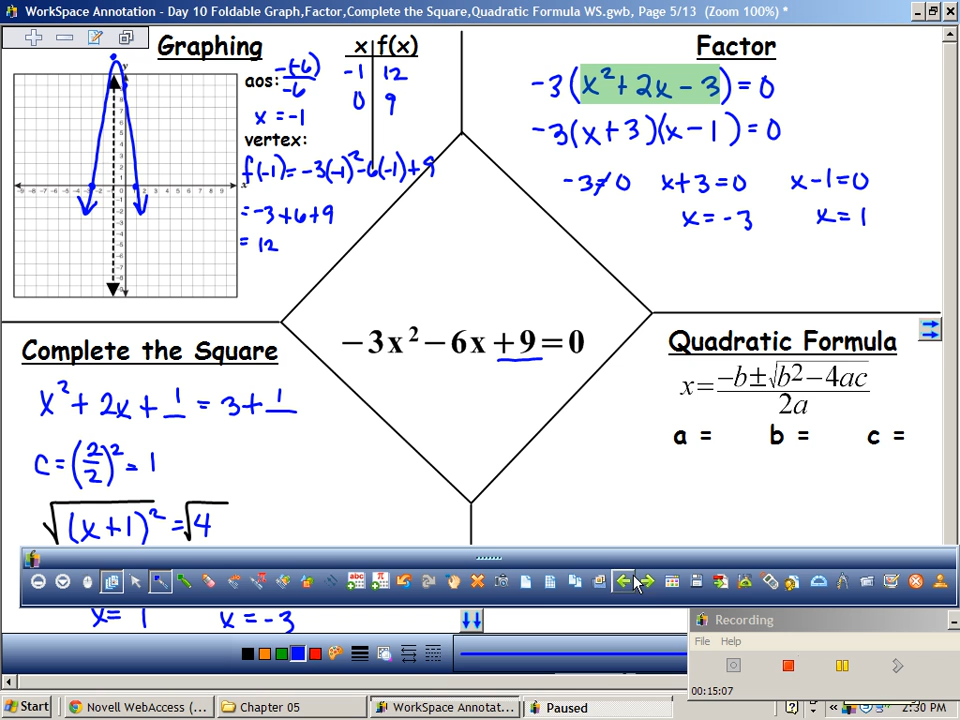 WorkSpace Annotation - Day 10 Foldable Graph,Factor,Complete the Square,Quadratic Formula WS.gwb, Page 5/13 (Zoom 100%) *
Graphing
x f(x)
-1 12
0 9
aos: -(-6)/-6
x = -1
vertex:
f(-1) = -3(-1)² -6(-1) + 9
= -3 + 6 + 9
= 12
Factor
-3(x² + 2x - 3) = 0
-3(x + 3)(x - 1) = 0
-3 ≠ 0 x + 3 = 0 x - 1 = 0
x = -3 x = 1
−3x² − 6x + 9 = 0
Complete the Square
x² + 2x + 1 = 3 + 1
c = (2/2)² = 1
√(x + 1)² = √4
x = 1 x = -3
Quadratic Formula
x = (−b ± √(b2 − 4ac)) / 2a
a = b = c =
Recording
File Help
00:15:07
Start
Novell WebAccess (...
Chapter 05
WorkSpace Annotat...
Paused
2:30 PM